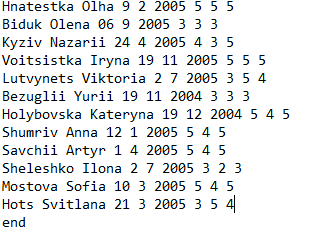 Hnatestka Olha 9 2 2005 5 5 5
Biduk Olena 06 9 2005 3 3 3
Kyziv Nazarii 24 4 2005 4 3 5
Voitsistka Iryna 19 11 2005 5 5 5
Lutvynets Viktoria 2 7 2005 3 5 4
Bezuglii Yurii 19 11 2004 3 3 3
Holybovska Kateryna 19 12 2004 5 4 5
Shumriv Anna 12 1 2005 5 4 5
Savchii Artyr 1 4 2005 5 4 5
Sheleshko Ilona 2 7 2005 3 2 3
Mostova Sofia 10 3 2005 5 4 5
Hots Svitlana 21 3 2005 3 5 4
end